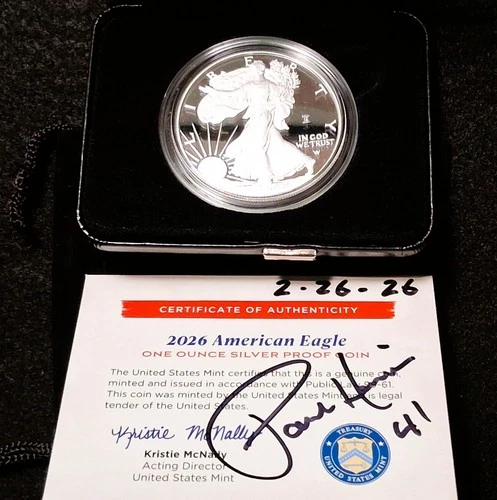 LIBERTY
IN GOD
WE TRUST
W
2-26-26
CERTIFICATE OF AUTHENTICITY
2026 American Eagle
ONE OUNCE SILVER PROOF COIN
The United States Mint certifies that this is a genuine coin,
minted and issued in accordance with Public Law 99-61.
This coin was minted by the United States Mint and is legal
tender of the United States.
Kristie McNally
Kristie McNally
Acting Director
United States Mint
41
TREASURY
UNITED STATES MINT